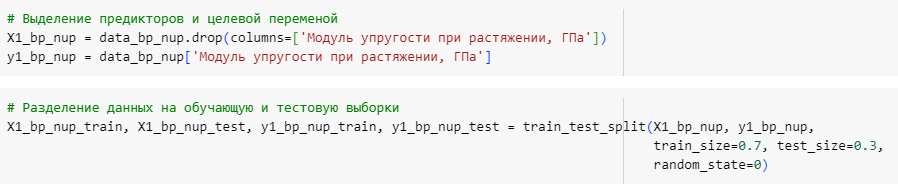 # Выделение предикторов и целевой переменой
X1_bp_nup = data_bp_nup.drop(columns=['Модуль упругости при растяжении, ГПа'])
y1_bp_nup = data_bp_nup['Модуль упругости при растяжении, ГПа']
# Разделение данных на обучающую и тестовую выборки
X1_bp_nup_train, X1_bp_nup_test, y1_bp_nup_train, y1_bp_nup_test = train_test_split(X1_bp_nup, y1_bp_nup,
train_size=0.7, test_size=0.3,
random_state=0)